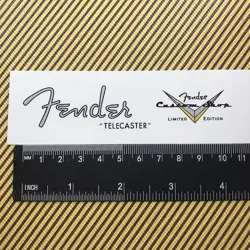 Fender
"TELECASTER"
Fender
Custom Shop
LIMITED EDITION
MM 1 2 3 4 5 6 7 8 9 10 11
INCH 1 2 3 4